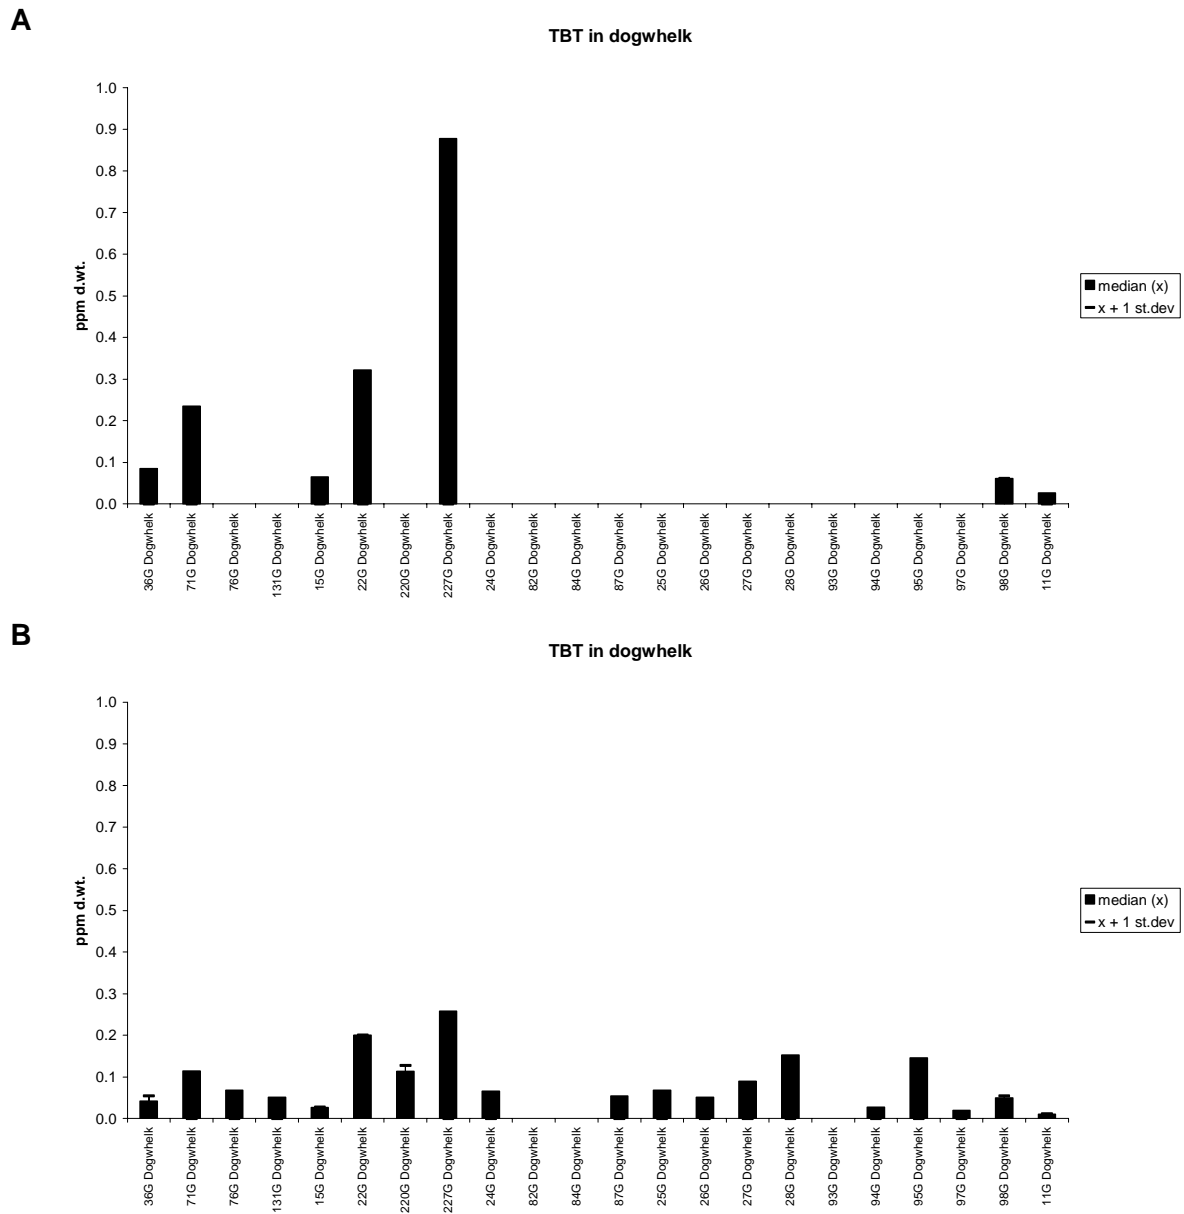 A
TBT in dogwhelk
1.0
0.9
0.8
0.7
0.6
0.5
0.4
0.3
0.2
0.1
0.0
ppm d.wt.
median (x)
x + 1 st.dev
36G Dogwhelk
71G Dogwhelk
76G Dogwhelk
131G Dogwhelk
15G Dogwhelk
22G Dogwhelk
220G Dogwhelk
227G Dogwhelk
24G Dogwhelk
82G Dogwhelk
84G Dogwhelk
87G Dogwhelk
25G Dogwhelk
26G Dogwhelk
27G Dogwhelk
28G Dogwhelk
93G Dogwhelk
94G Dogwhelk
95G Dogwhelk
97G Dogwhelk
98G Dogwhelk
11G Dogwhelk
B
TBT in dogwhelk
1.0
0.9
0.8
0.7
0.6
0.5
0.4
0.3
0.2
0.1
0.0
ppm d.wt.
median (x)
x + 1 st.dev
36G Dogwhelk
71G Dogwhelk
76G Dogwhelk
131G Dogwhelk
15G Dogwhelk
22G Dogwhelk
220G Dogwhelk
227G Dogwhelk
24G Dogwhelk
82G Dogwhelk
84G Dogwhelk
87G Dogwhelk
25G Dogwhelk
26G Dogwhelk
27G Dogwhelk
28G Dogwhelk
93G Dogwhelk
94G Dogwhelk
95G Dogwhelk
97G Dogwhelk
98G Dogwhelk
11G Dogwhelk